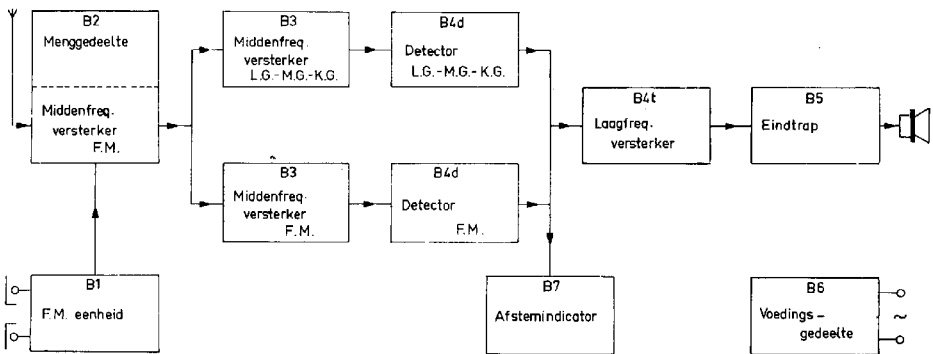 B2
Menggedeelte
Middenfreq.
versterker
F.M.
B3
Middenfreq.
versterker
L.G.-M.G.-K.G.
B4d
Detector
L.G.-M.G.-K.G.
B4t
Laagfreq.
versterker
B5
Eindtrap
B3
Middenfreq.
versterker
F.M.
B4d
Detector
F.M.
B1
F.M. eenheid
B7
Afstemindicator
B6
Voedings-
gedeelte
~